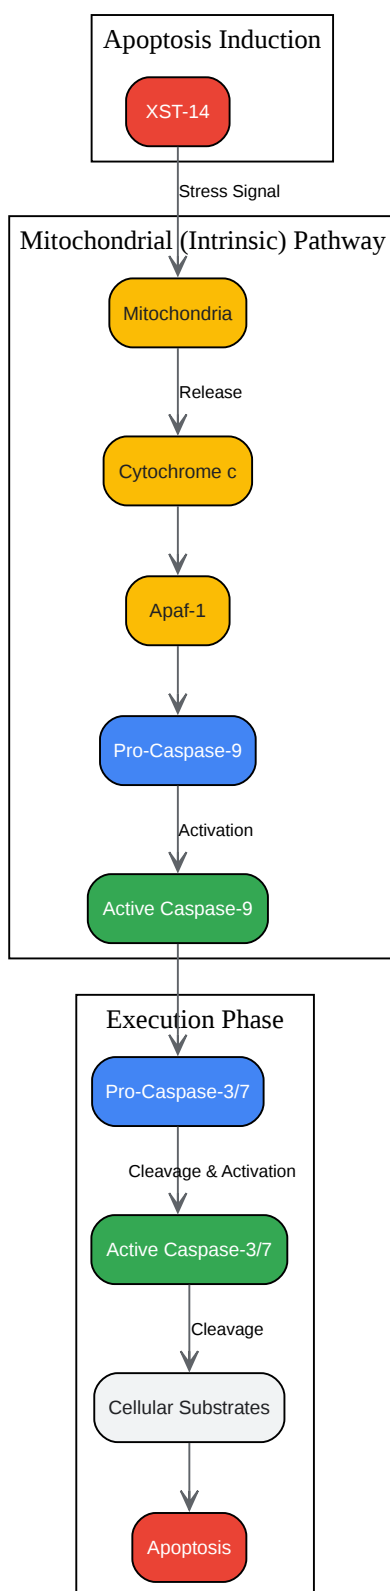 Apoptosis Induction
XST-14
Stress Signal
Mitochondrial (Intrinsic) Pathway
Mitochondria
Release
Cytochrome c
Apaf-1
Pro-Caspase-9
Activation
Active Caspase-9
Execution Phase
Pro-Caspase-3/7
Cleavage & Activation
Active Caspase-3/7
Cleavage
Cellular Substrates
Apoptosis